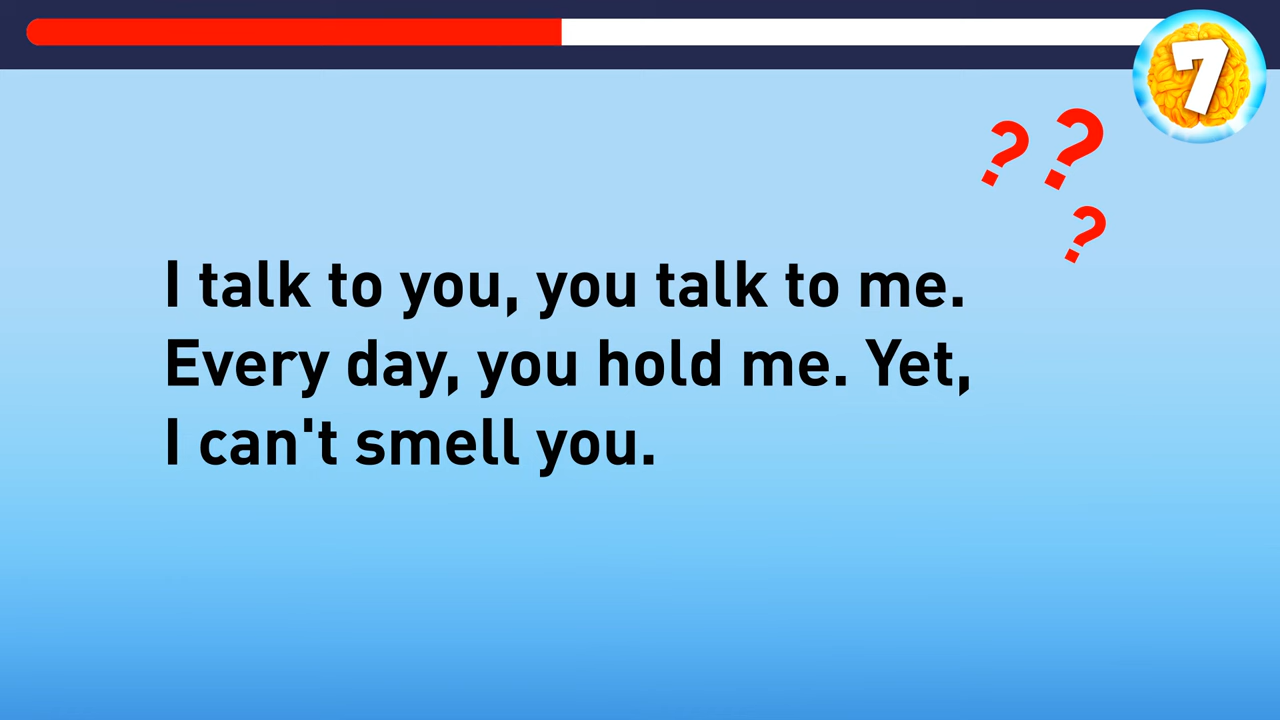 7
? ?
?
I talk to you, you talk to me.
Every day, you hold me. Yet,
I can't smell you.